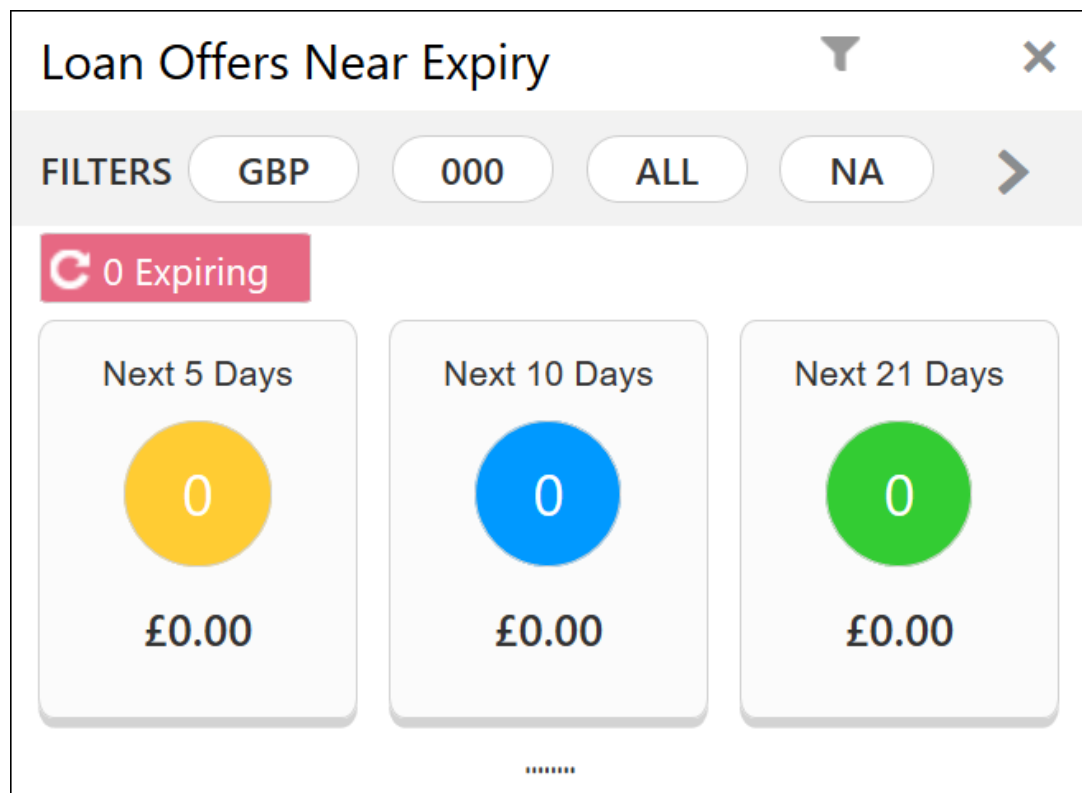 Loan Offers Near Expiry
FILTERS GBP 000 ALL NA
0 Expiring
Next 5 Days Next 10 Days Next 21 Days
0 0 0
£0.00 £0.00 £0.00